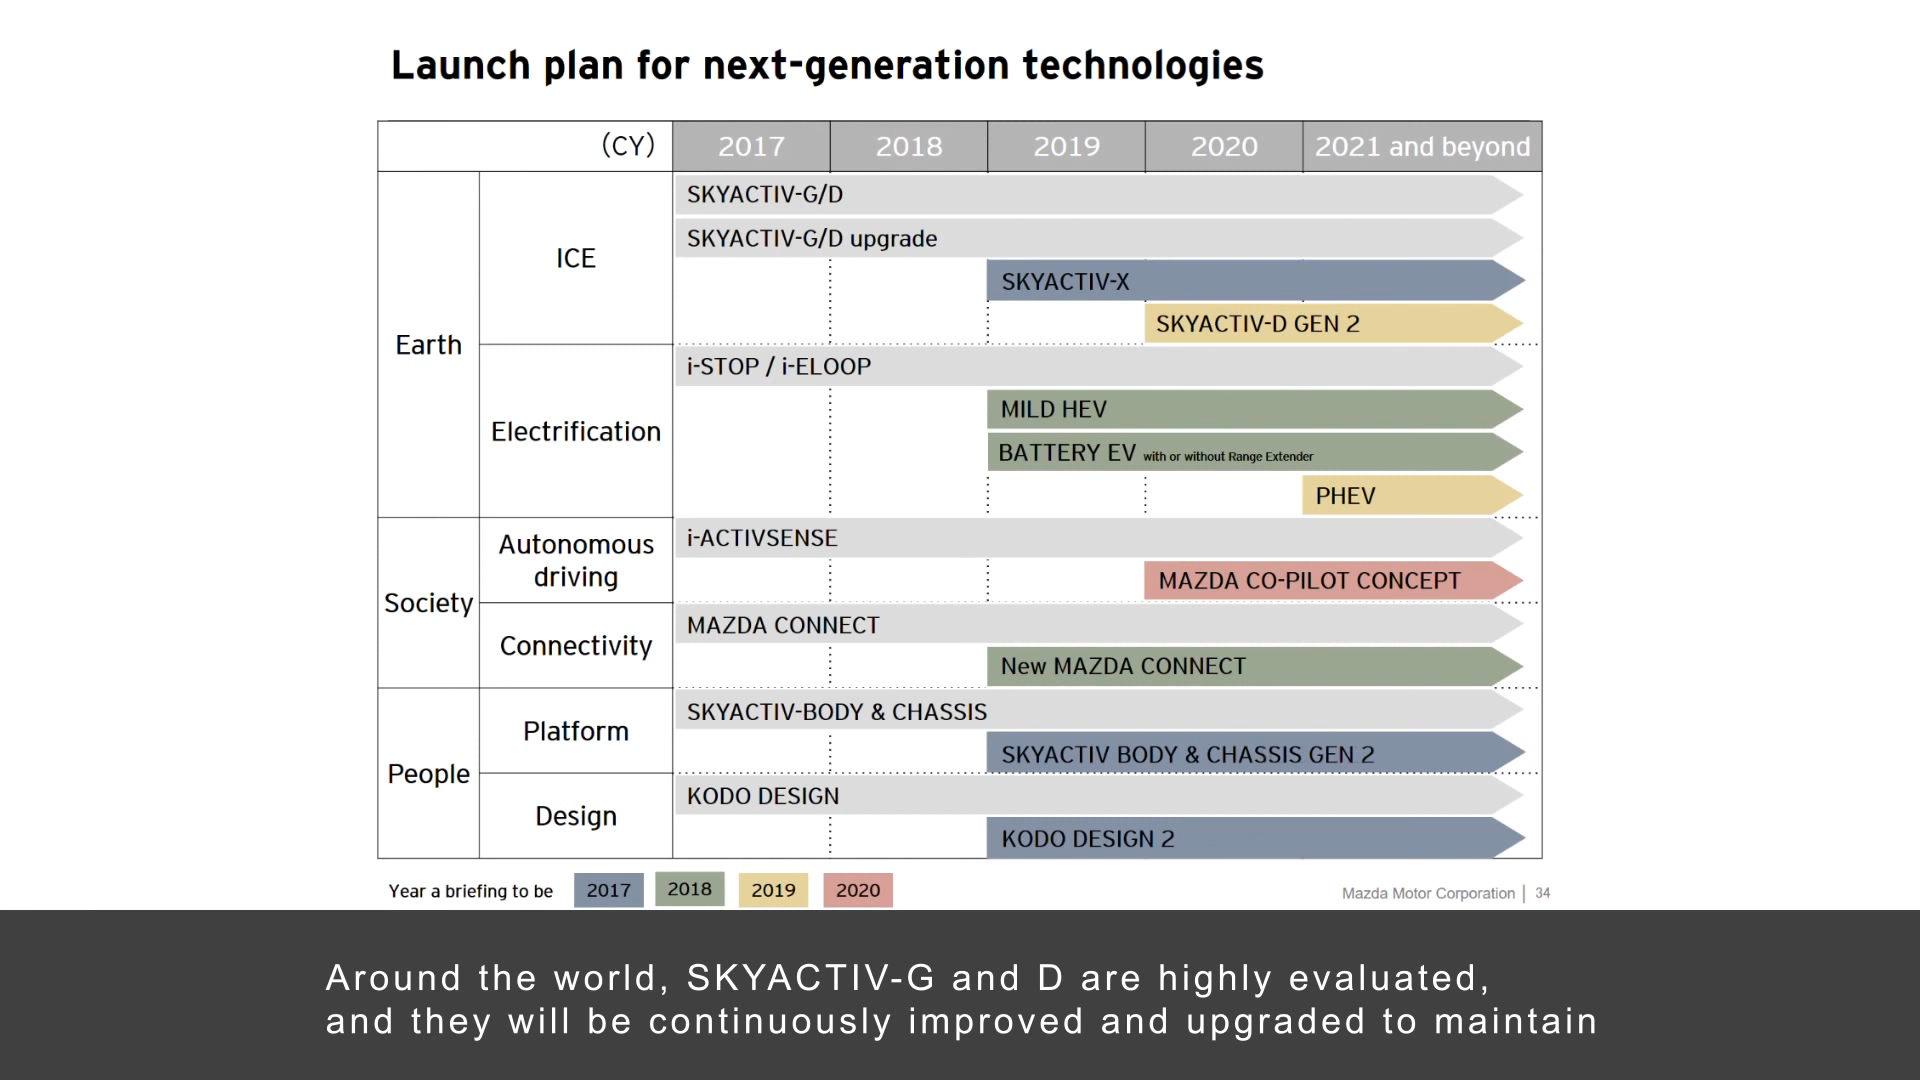 Launch plan for next-generation technologies
(CY) 2017 2018 2019 2020 2021 and beyond
Earth
ICE
SKYACTIV-G/D
SKYACTIV-G/D upgrade
SKYACTIV-X
SKYACTIV-D GEN 2
Electrification
i-STOP / i-ELOOP
MILD HEV
BATTERY EV with or without Range Extender
PHEV
Society
Autonomous
driving
i-ACTIVSENSE
MAZDA CO-PILOT CONCEPT
Connectivity
MAZDA CONNECT
New MAZDA CONNECT
People
Platform
SKYACTIV-BODY & CHASSIS
SKYACTIV BODY & CHASSIS GEN 2
Design
KODO DESIGN
KODO DESIGN 2
Year a briefing to be 2017 2018 2019 2020
Mazda Motor Corporation | 34
Around the world, SKYACTIV-G and D are highly evaluated,
and they will be continuously improved and upgraded to maintain